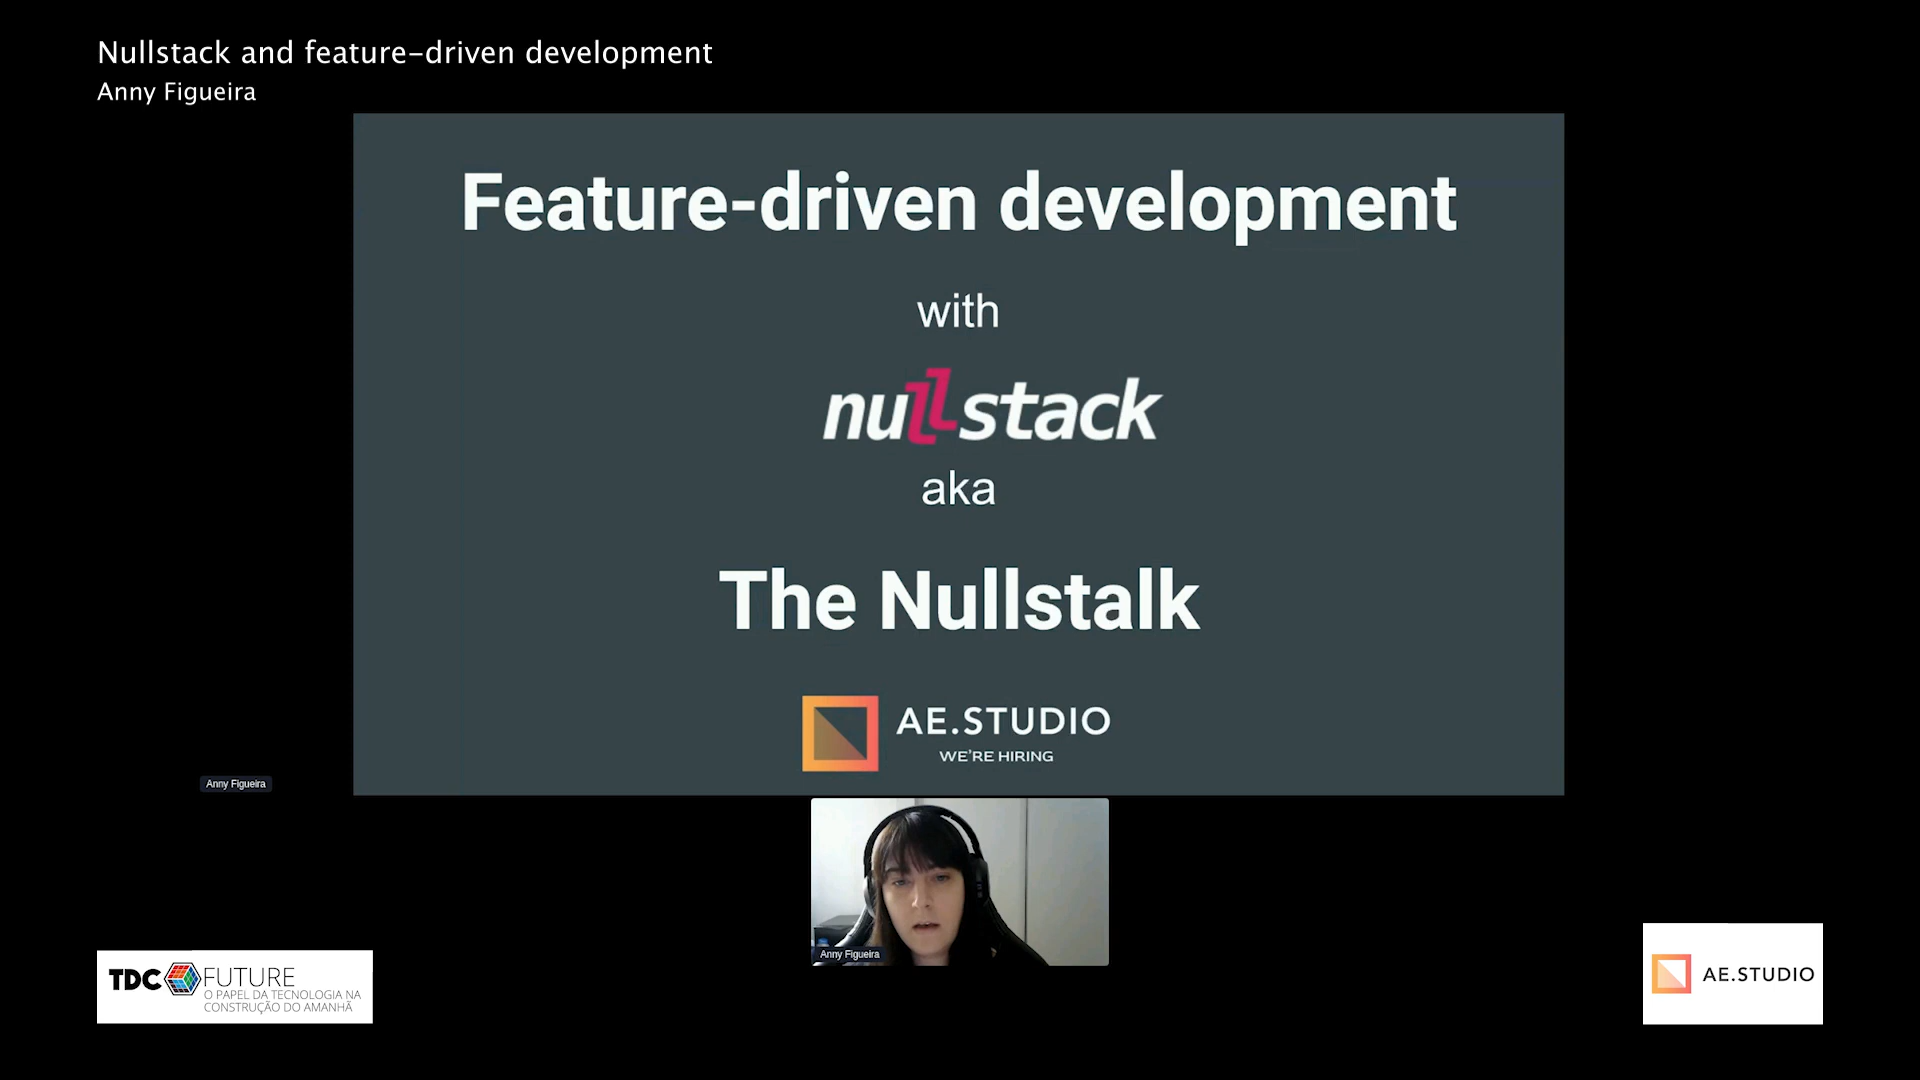 Nullstack and feature-driven development
Anny Figueira
Feature-driven development
with
nullstack
aka
The Nullstalk
AE.STUDIO
WE'RE HIRING
Anny Figueira
Anny Figueira
TDC FUTURE
O PAPEL DA TECNOLOGIA NA
CONSTRUÇÃO DO AMANHÃ
AE.STUDIO